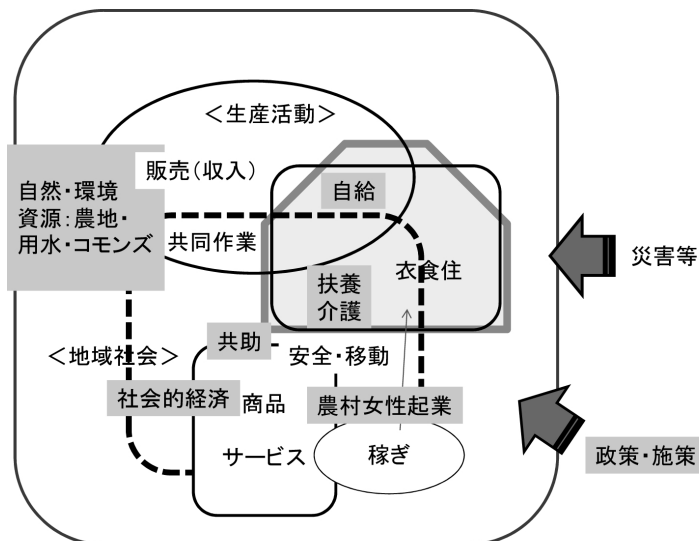 ＜生産活動＞
販売(収入)
自然・環境
資源:農地・
用水・コモンズ
自給
共同作業
衣食住
災害等
扶養
介護
共助
安全・移動
＜地域社会＞
社会的経済
商品
農村女性起業
サービス
稼ぎ
政策・施策